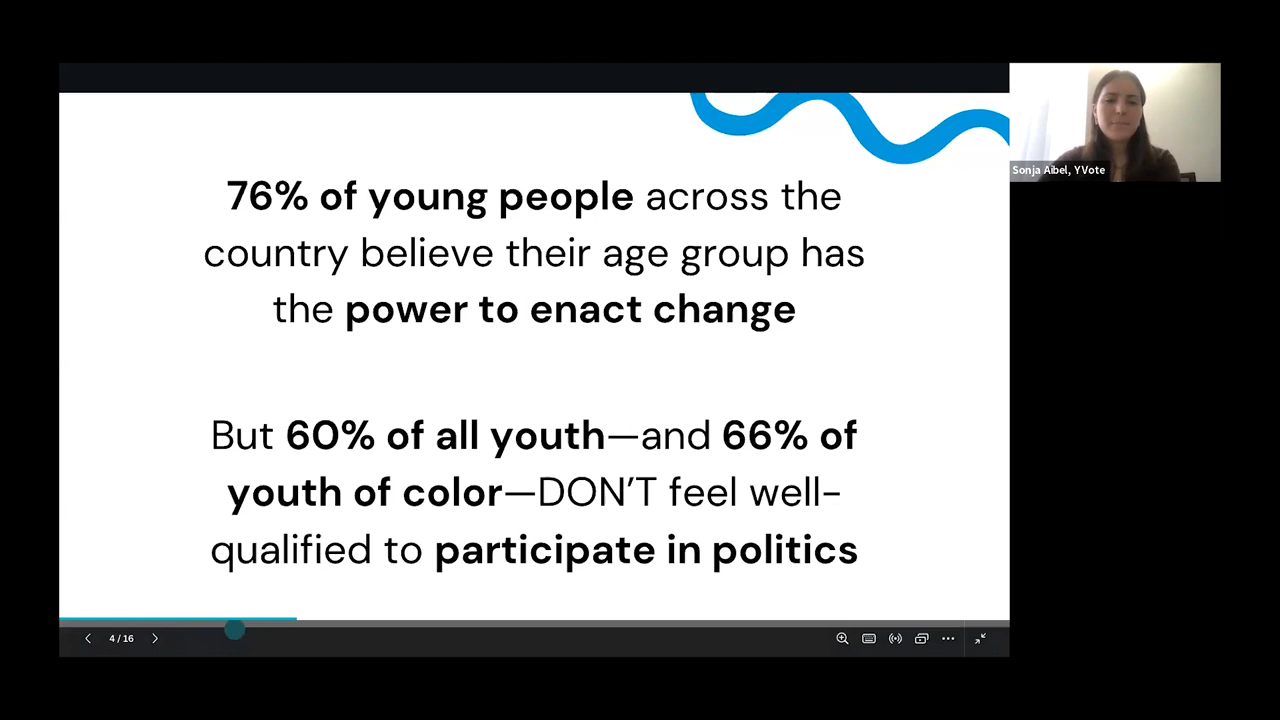 76% of young people across the
country believe their age group has
the power to enact change
But 60% of all youth—and 66% of
youth of color—DON’T feel well-
qualified to participate in politics
Sonja Aibel, YVote
4 / 16